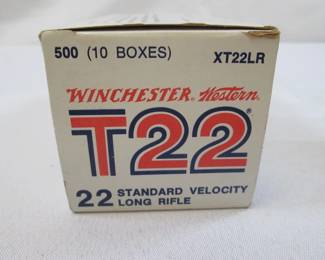 500 (10 BOXES) XT22LR
WINCHESTER® Western®
T22®
22 STANDARD VELOCITY
LONG RIFLE